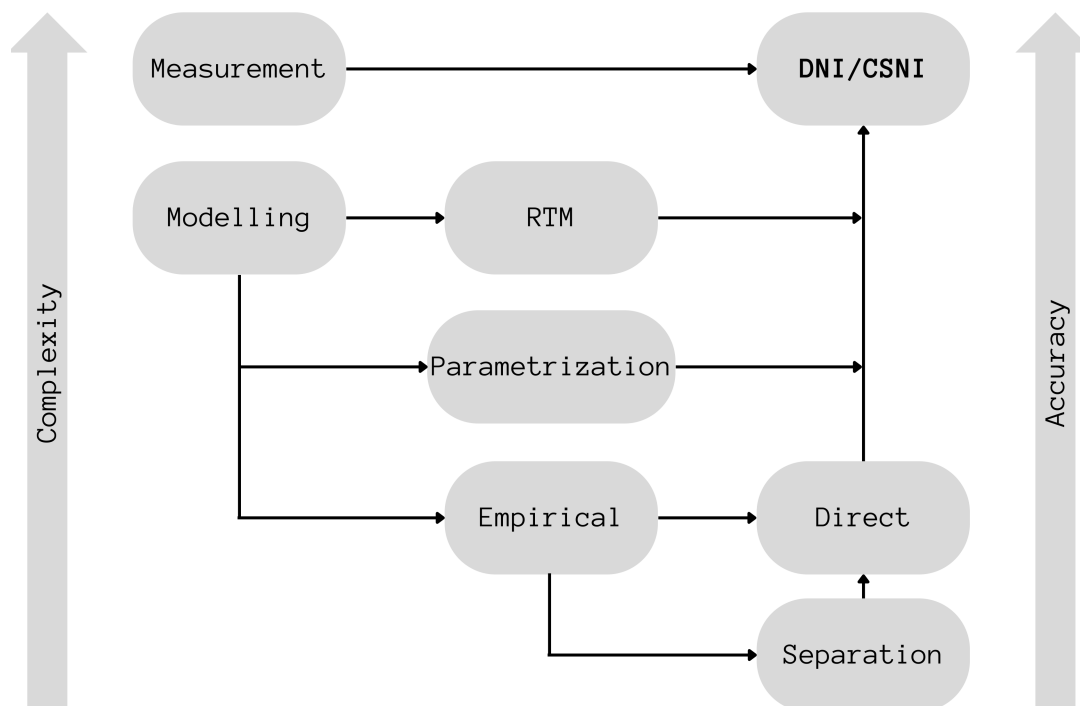 Measurement
DNI/CSNI
Modelling
RTM
Complexity
Parametrization
Accuracy
Empirical
Direct
Separation